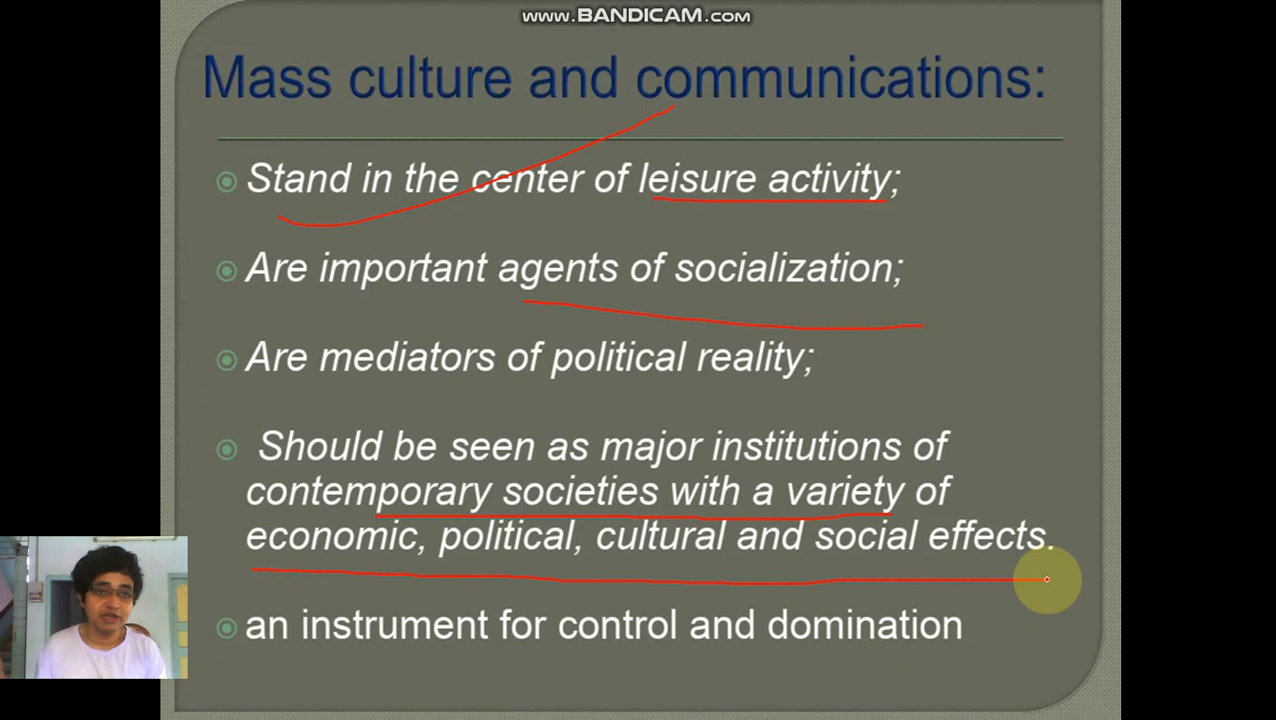 www.BANDICAM.com
Mass culture and communications:
Stand in the center of leisure activity;
Are important agents of socialization;
Are mediators of political reality;
Should be seen as major institutions of
contemporary societies with a variety of
economic, political, cultural and social effects.
an instrument for control and domination